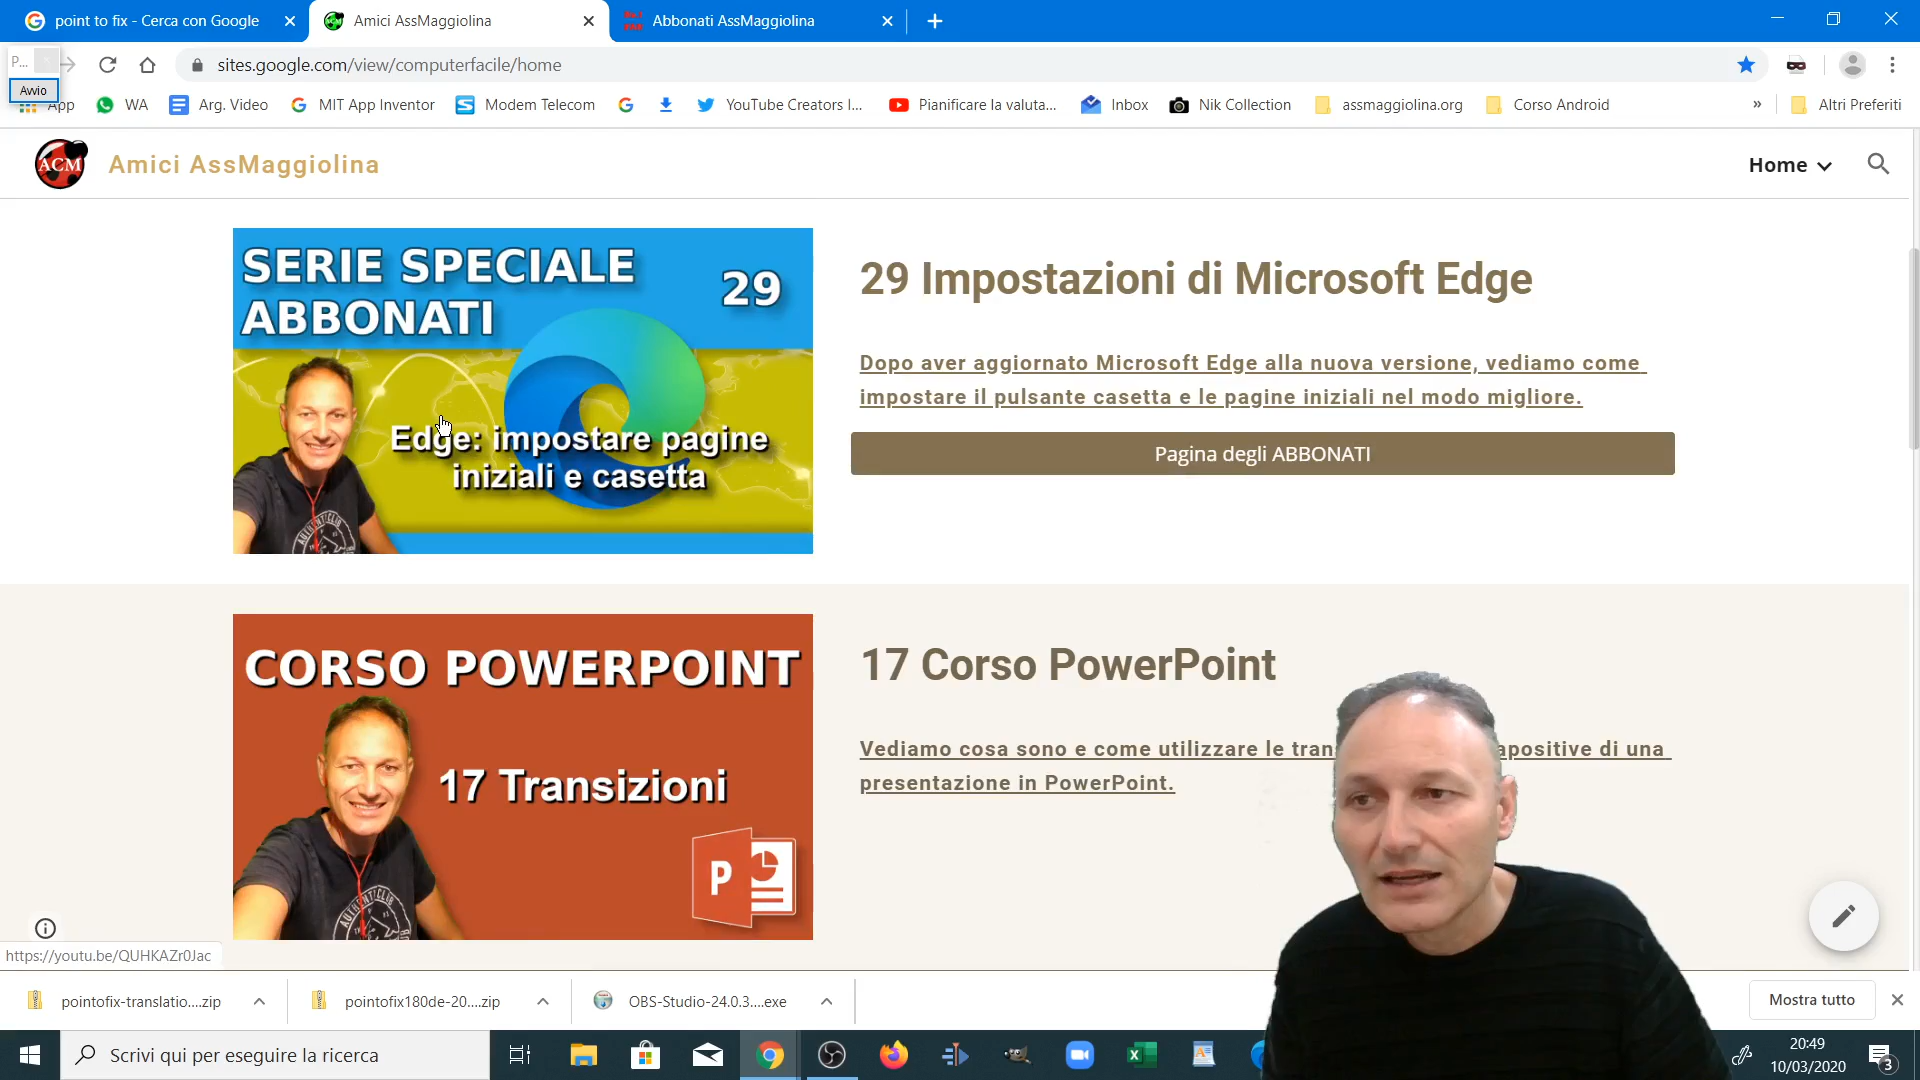 point to fix - Cerca con Google
Amici AssMaggiolina
Abbonati AssMaggiolina
P...
Avvio
sites.google.com/view/computerfacile/home
App
WA
Arg. Video
MIT App Inventor
Modem Telecom
YouTube Creators I...
Pianificare la valuta...
Inbox
Nik Collection
assmaggiolina.org
Corso Android
»
Altri Preferiti
ACM
Amici AssMaggiolina
Home
SERIE SPECIALE
ABBONATI
29
Edge: impostare pagine
iniziali e casetta
29 Impostazioni di Microsoft Edge
Dopo aver aggiornato Microsoft Edge alla nuova versione, vediamo come
impostare il pulsante casetta e le pagine iniziali nel modo migliore.
Pagina degli ABBONATI
CORSO POWERPOINT
17 Transizioni
P
17 Corso PowerPoint
Vediamo cosa sono e come utilizzare le tran apositive di una
presentazione in PowerPoint.
https://youtu.be/QUHKAZr0Jac
pointofix-translatio....zip
pointofix180de-20....zip
OBS-Studio-24.0.3....exe
Mostra tutto
Scrivi qui per eseguire la ricerca
20:49
10/03/2020
3